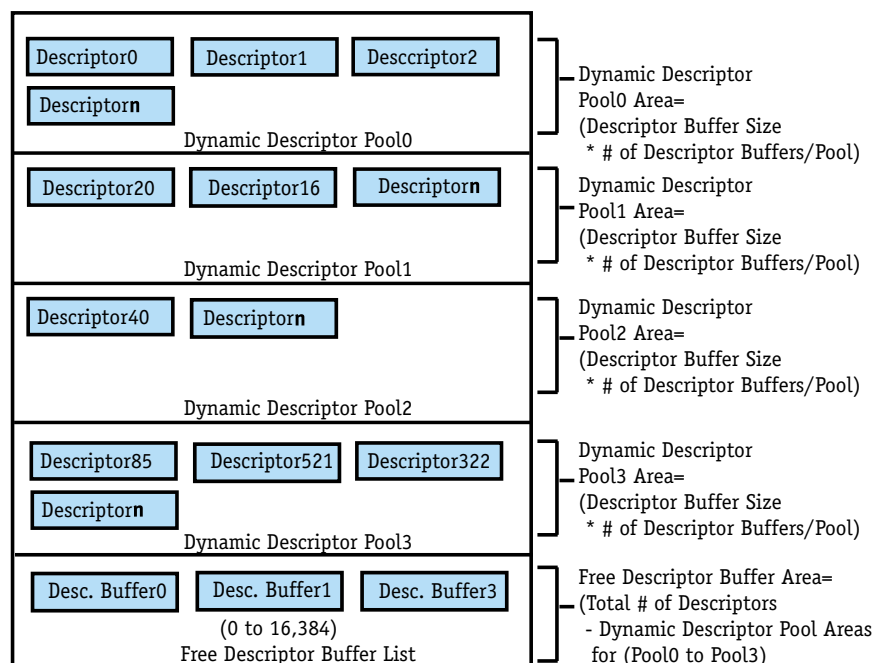 Descriptor0 Descriptor1 Desccriptor2
Descriptorn
Dynamic Descriptor Pool0
Dynamic Descriptor
Pool0 Area=
(Descriptor Buffer Size
* # of Descriptor Buffers/Pool)
Descriptor20 Descriptor16 Descriptorn
Dynamic Descriptor Pool1
Dynamic Descriptor
Pool1 Area=
(Descriptor Buffer Size
* # of Descriptor Buffers/Pool)
Descriptor40 Descriptorn
Dynamic Descriptor Pool2
Dynamic Descriptor
Pool2 Area=
(Descriptor Buffer Size
* # of Descriptor Buffers/Pool)
Descriptor85 Descriptor521 Descriptor322
Descriptorn
Dynamic Descriptor Pool3
Dynamic Descriptor
Pool3 Area=
(Descriptor Buffer Size
* # of Descriptor Buffers/Pool)
Desc. Buffer0 Desc. Buffer1 Desc. Buffer3
(0 to 16,384)
Free Descriptor Buffer List
Free Descriptor Buffer Area=
(Total # of Descriptors
- Dynamic Descriptor Pool Areas
for (Pool0 to Pool3)